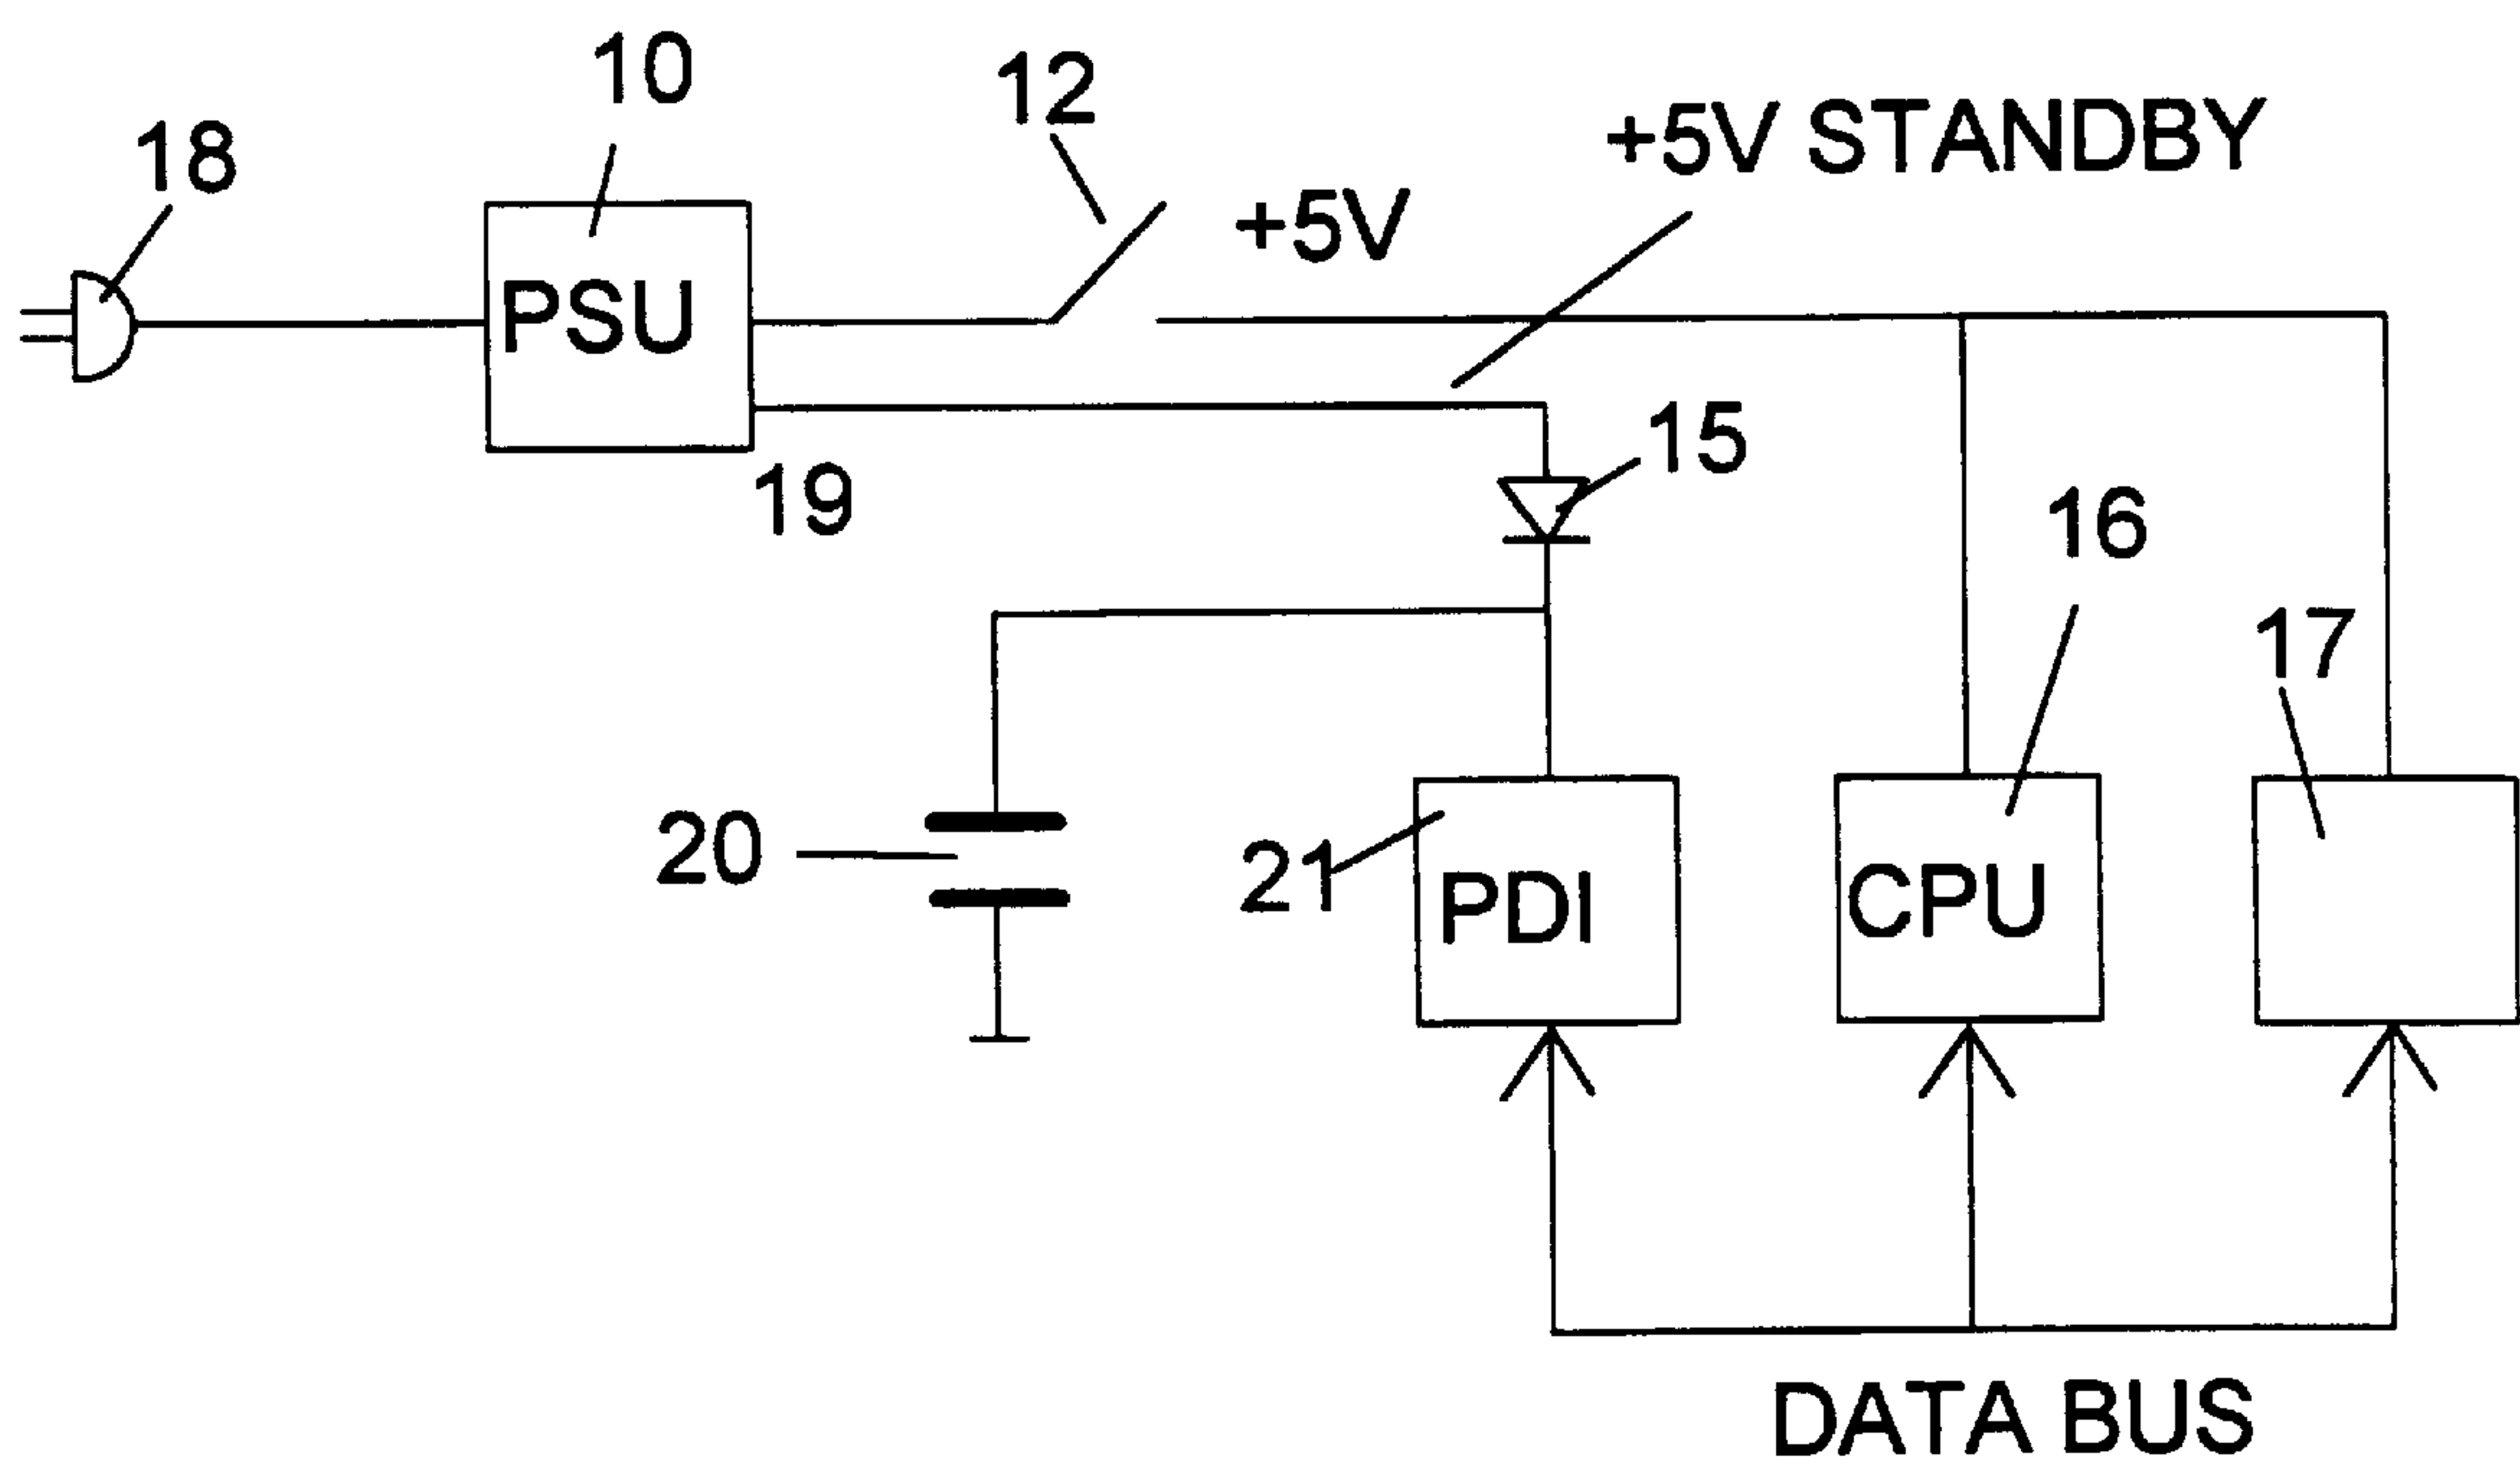 10
12
+5V STANDBY
18
+5V
PSU
15
19
16
17
20
21
PDI
CPU
DATA BUS